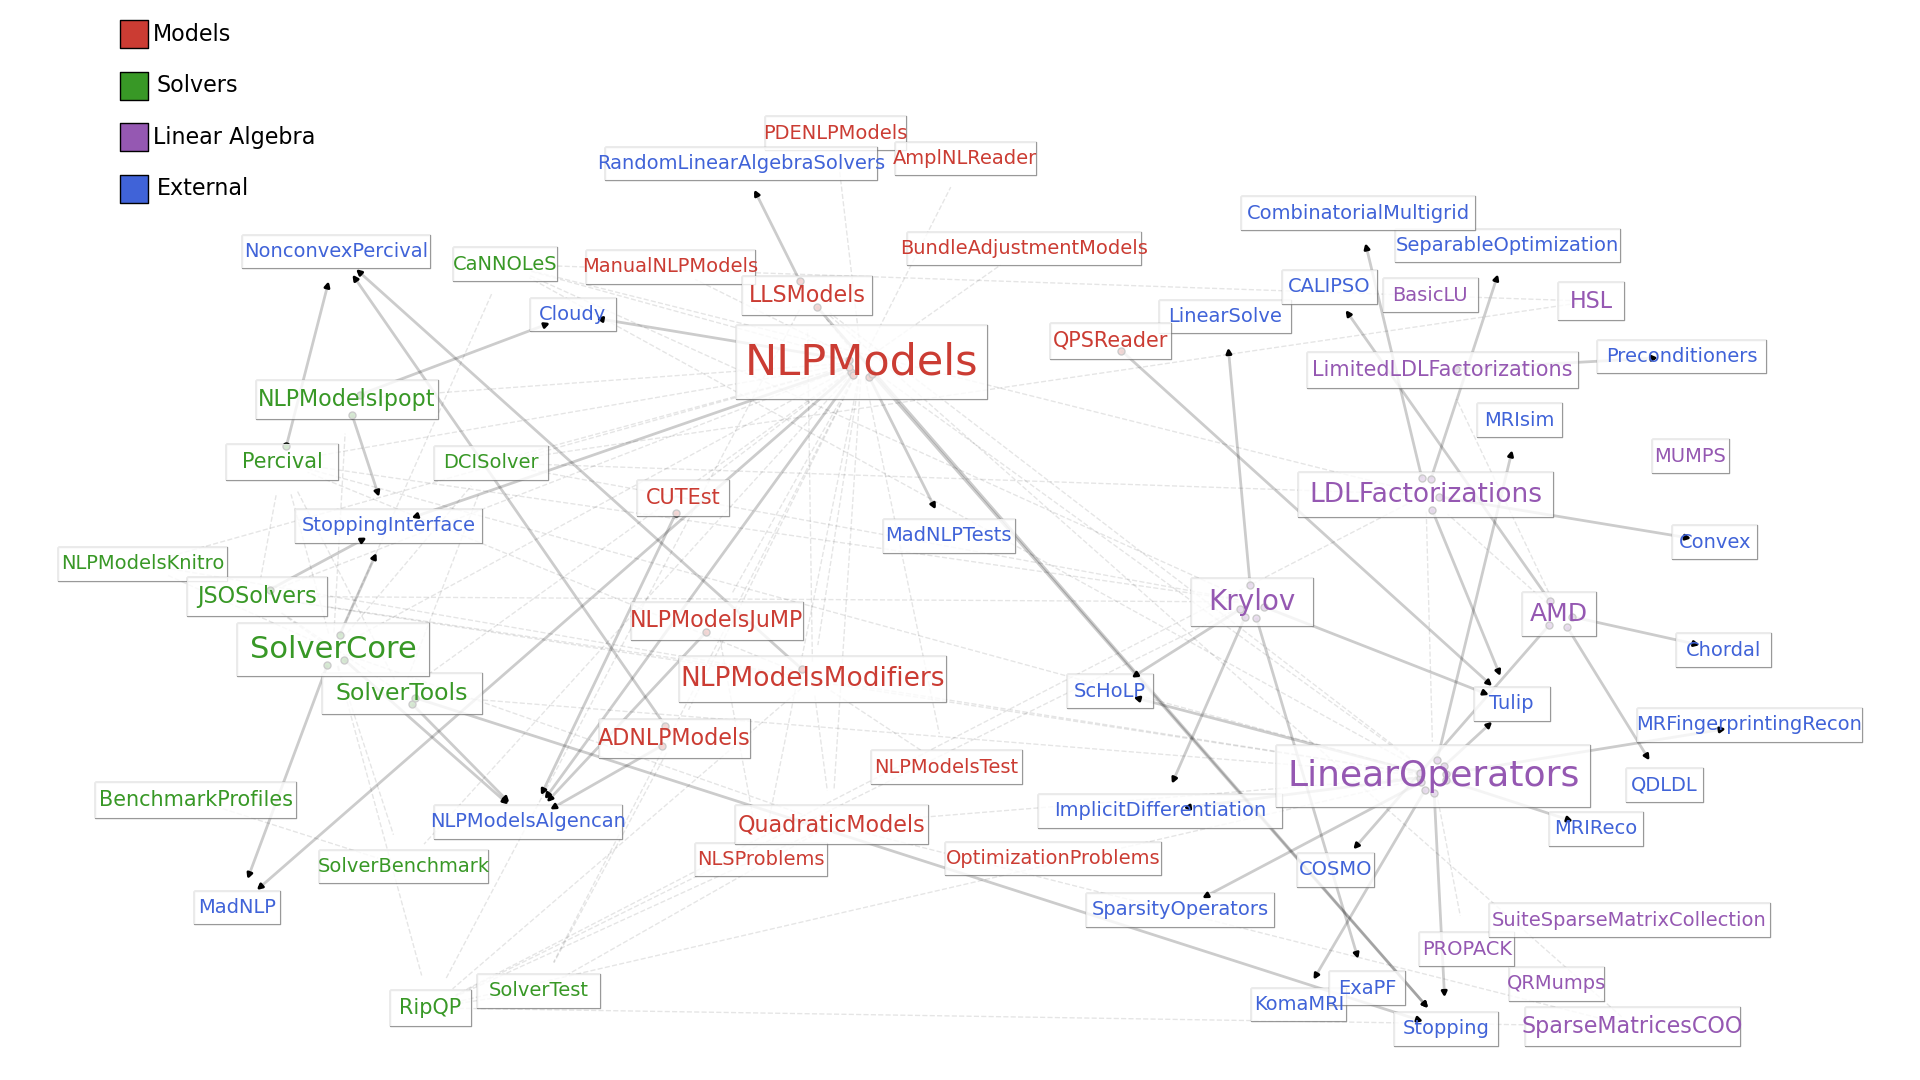 Models
Solvers
Linear Algebra
External
PDENLPModels
RandomLinearAlgebraSolvers
AmplNLReader
CombinatorialMultigrid
NonconvexPercival
CaNNOLeS
ManualNLPModels
BundleAdjustmentModels
SeparableOptimization
LLSModels
CALIPSO
BasicLU
HSL
Cloudy
LinearSolve
QPSReader
NLPModels
LimitedLDLFactorizations
Preconditioners
NLPModelsIpopt
MRIsim
Percival
DCISolver
MUMPS
CUTEst
LDLFactorizations
StoppingInterface
MadNLPTests
Convex
NLPModelsKnitro
JSOSolvers
Krylov
AMD
NLPModelsJuMP
SolverCore
Chordal
NLPModelsModifiers
SolverTools
ScHoLP
Tulip
MRFingerprintingRecon
ADNLPModels
NLPModelsTest
LinearOperators
QDLDL
BenchmarkProfiles
ImplicitDifferentiation
NLPModelsAlgencan
QuadraticModels
MRIReco
SolverBenchmark
NLSProblems
OptimizationProblems
COSMO
MadNLP
SparsityOperators
SuiteSparseMatrixCollection
PROPACK
QRMumps
SolverTest
ExaPF
RipQP
KomaMRI
Stopping
SparseMatricesCOO